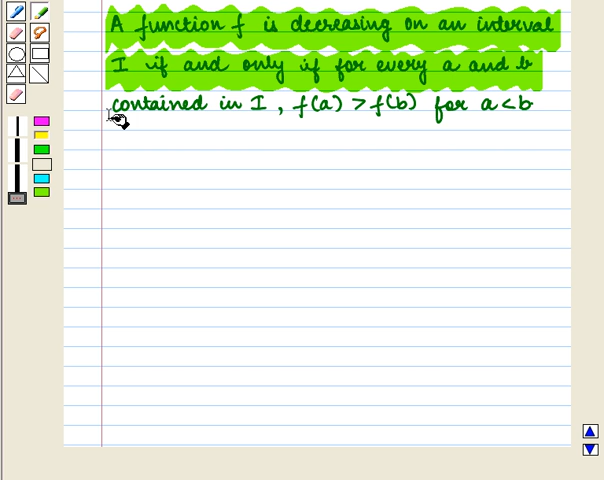 A function f is decreasing on an interval
I if and only if for every a and b
contained in I, f(a) > f(b) for a < b